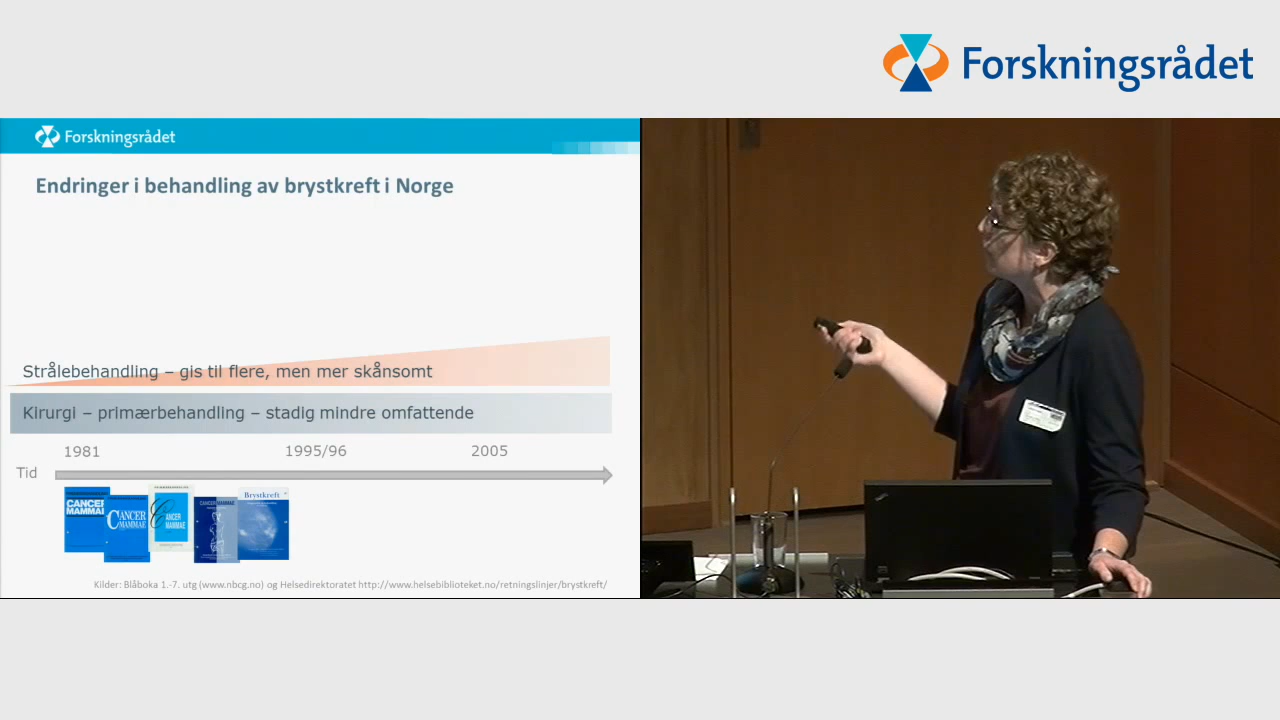 Forskningsrådet
Forskningsrådet
Endringer i behandling av brystkreft i Norge
Strålebehandling – gis til flere, men mer skånsomt
Kirurgi – primærbehandling – stadig mindre omfattende
1981 1995/96 2005
Tid
CANCER MAMMAE
CANCER MAMMAE
CANCER MAMMAE
CANCER MAMMAE
Brystkreft
Kilder: Blåboka 1.-7. utg (www.nbcg.no) og Helsedirektoratet http://www.helsebiblioteket.no/retningslinjer/brystkreft/